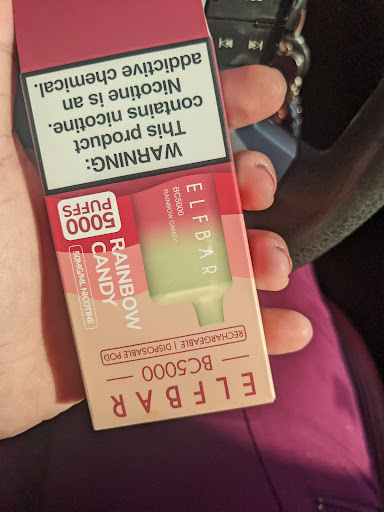 ELFBAR
BC5000
RECHARGEABLE | DISPOSABLE POD
RAINBOW
CANDY
50MG/ML NICOTINE
5000
PUFFS
ELFBAR
BC5000
RAINBOW CANDY
WARNING:
This product
contains nicotine.
Nicotine is an
addictive chemical.